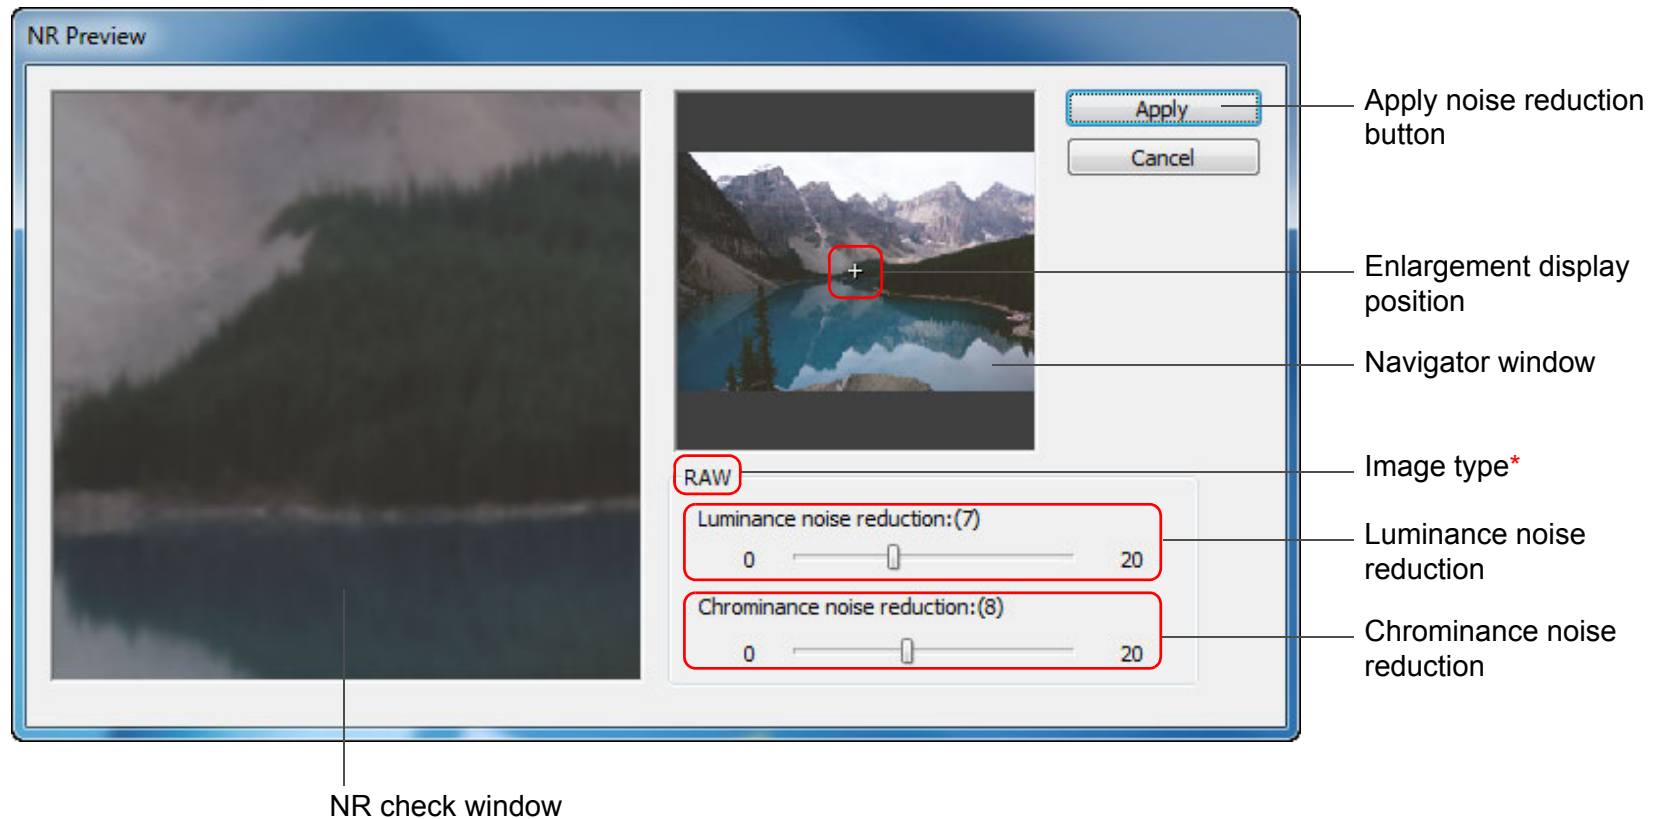 NR Preview
Apply
Cancel
Apply noise reduction
button
Enlargement display
position
Navigator window
RAW
Image type*
Luminance noise reduction:(7)
0 20
Luminance noise
reduction
Chrominance noise reduction:(8)
0 20
Chrominance noise
reduction
NR check window